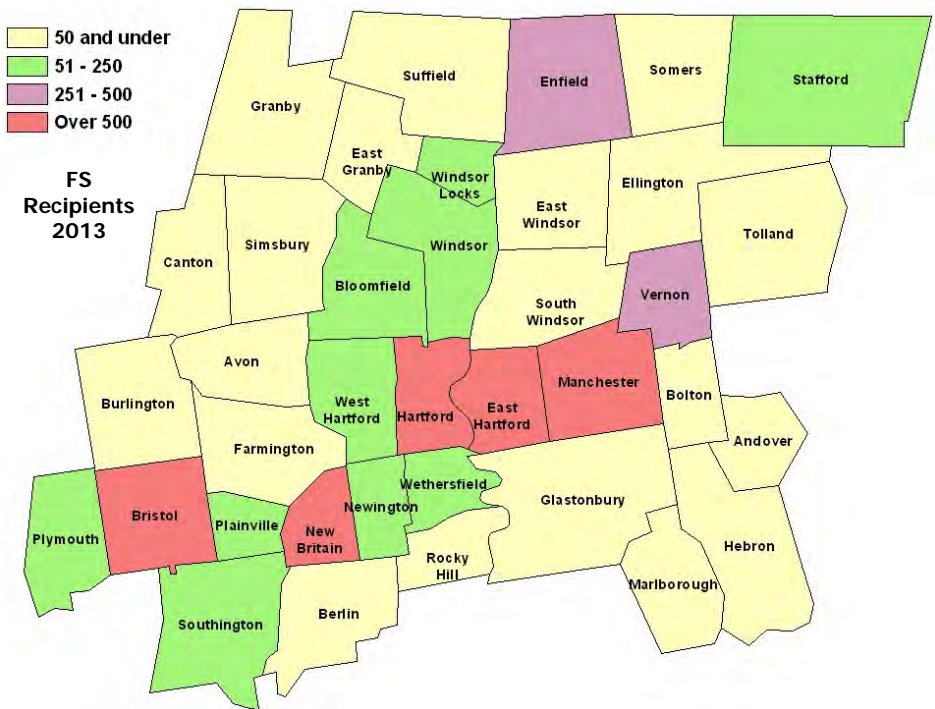 50 and under
51 - 250
251 - 500
Over 500
FS
Recipients
2013
Granby
Suffield
Enfield
Somers
Stafford
East
Granby
Windsor
Locks
East
Windsor
Ellington
Tolland
Canton
Simsbury
Bloomfield
Windsor
South
Windsor
Vernon
Burlington
Avon
West
Hartford
Hartford
East
Hartford
Manchester
Bolton
Andover
Farmington
Plymouth
Bristol
Plainville
New
Britain
Newington
Wethersfield
Glastonbury
Rocky
Hill
Hebron
Marlborough
Southington
Berlin